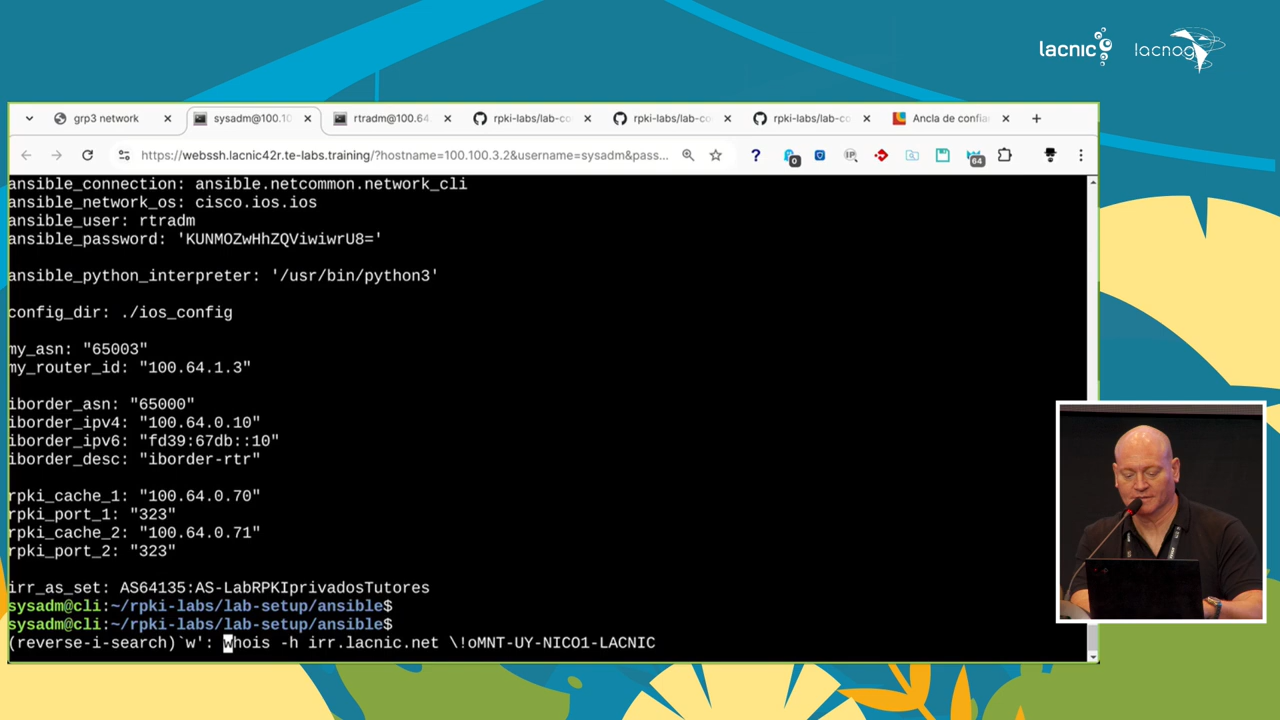 lacnic
lacnog
grp3 network
sysadm@100.10
rtradm@100.64.
rpki-labs/lab-co
rpki-labs/lab-co
rpki-labs/lab-co
Ancla de confia
https://webssh.lacnic42r.te-labs.training/?hostname=100.100.3.2&username=sysadm&pass...
?
0
IP
64
ansible_connection: ansible.netcommon.network_cli
ansible_network_os: cisco.ios.ios
ansible_user: rtradm
ansible_password: 'KUNMOZwHhZQViwiwrU8='
ansible_python_interpreter: '/usr/bin/python3'
config_dir: ./ios_config
my_asn: "65003"
my_router_id: "100.64.1.3"
iborder_asn: "65000"
iborder_ipv4: "100.64.0.10"
iborder_ipv6: "fd39:67db::10"
iborder_desc: "iborder-rtr"
rpki_cache_1: "100.64.0.70"
rpki_port_1: "323"
rpki_cache_2: "100.64.0.71"
rpki_port_2: "323"
irr_as_set: AS64135:AS-LabRPKIprivadosTutores
sysadm@cli:~/rpki-labs/lab-setup/ansible$
sysadm@cli:~/rpki-labs/lab-setup/ansible$
(reverse-i-search)`w': whois -h irr.lacnic.net \!oMNT-UY-NICO1-LACNIC